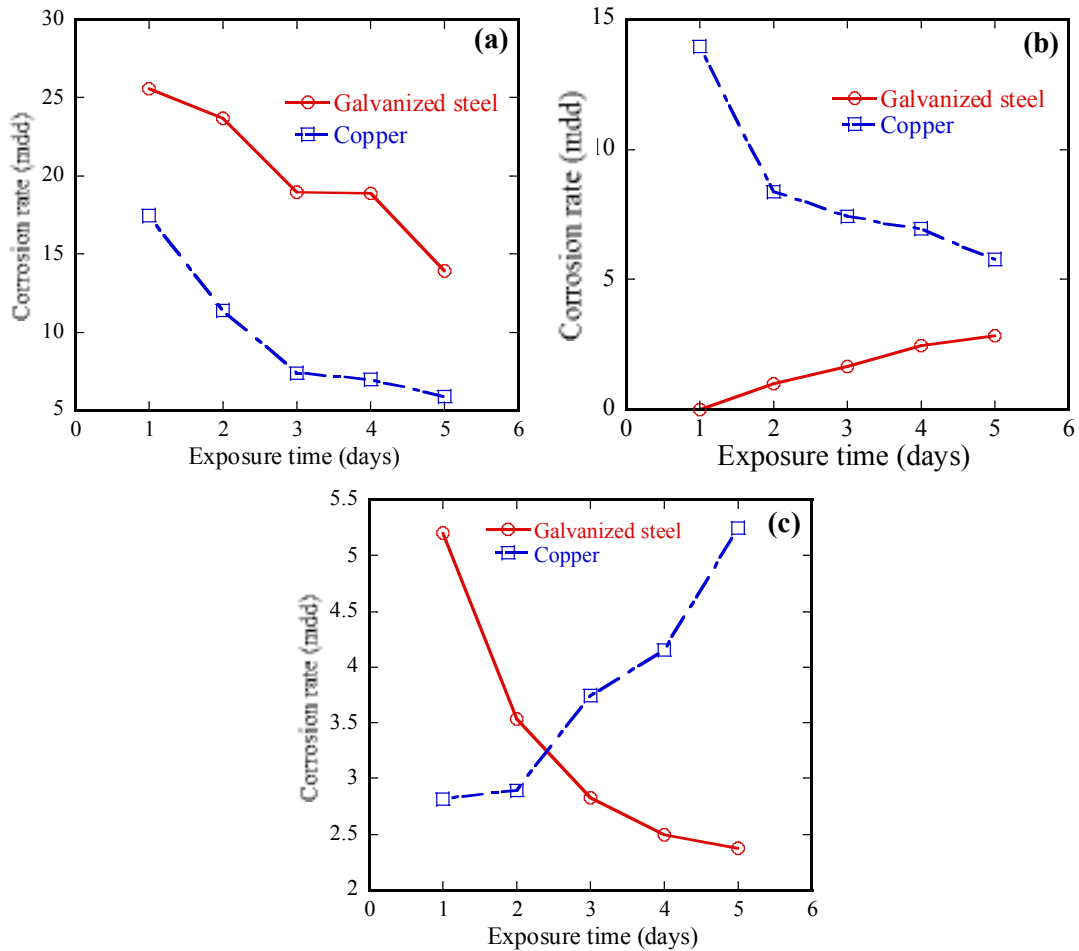 (a)
30
25
20
15
10
5
Corrosion rate (mdd)
Galvanized steel
Copper
0 1 2 3 4 5 6
Exposure time (days)
(b)
15
10
5
0
Corrosion rate (mdd)
Galvanized steel
Copper
0 1 2 3 4 5 6
Exposure time (days)
(c)
5.5
5
4.5
4
3.5
3
2.5
2
Corrosion rate (mdd)
Galvanized steel
Copper
0 1 2 3 4 5 6
Exposure time (days)